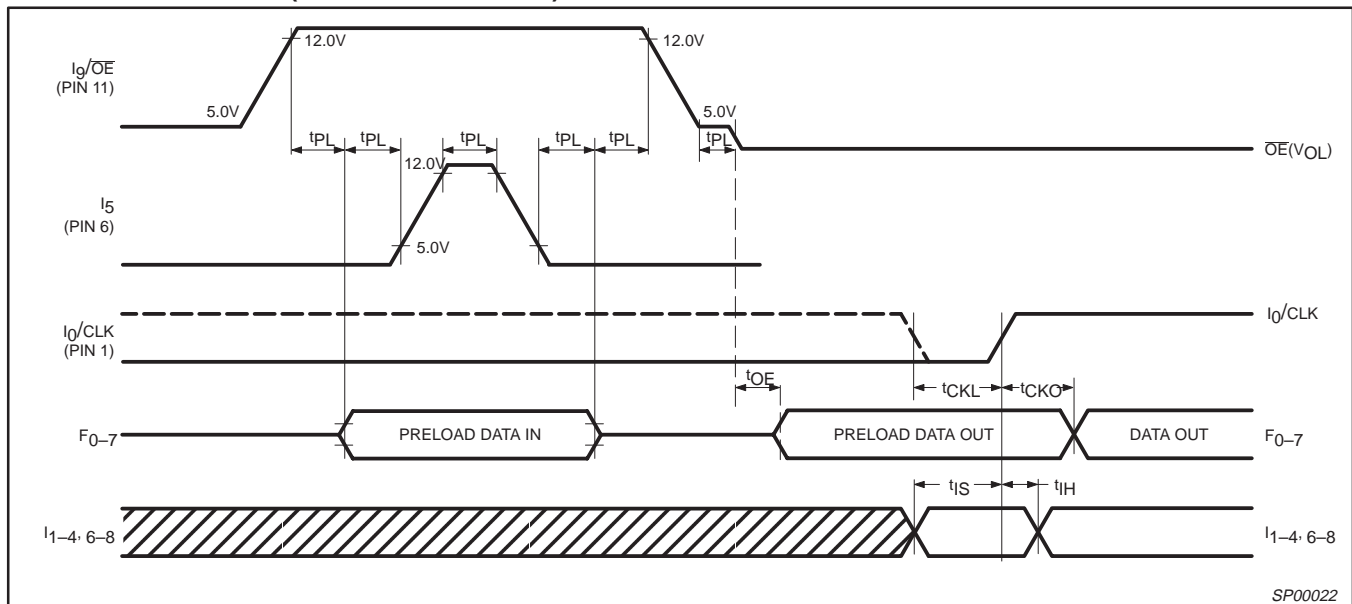 12.0V
12.0V
I9/OE
(PIN 11)
5.0V
5.0V
tPL
tPL
tPL
tPL
tPL
tPL
OE(VOL)
12.0V
I5
(PIN 6)
5.0V
I0/CLK
(PIN 1)
I0/CLK
tOE
tCKL
tCKO
F0–7
PRELOAD DATA IN
PRELOAD DATA OUT
DATA OUT
F0–7
tIS
tIH
I1–4, 6–8
I1–4, 6–8
SP00022